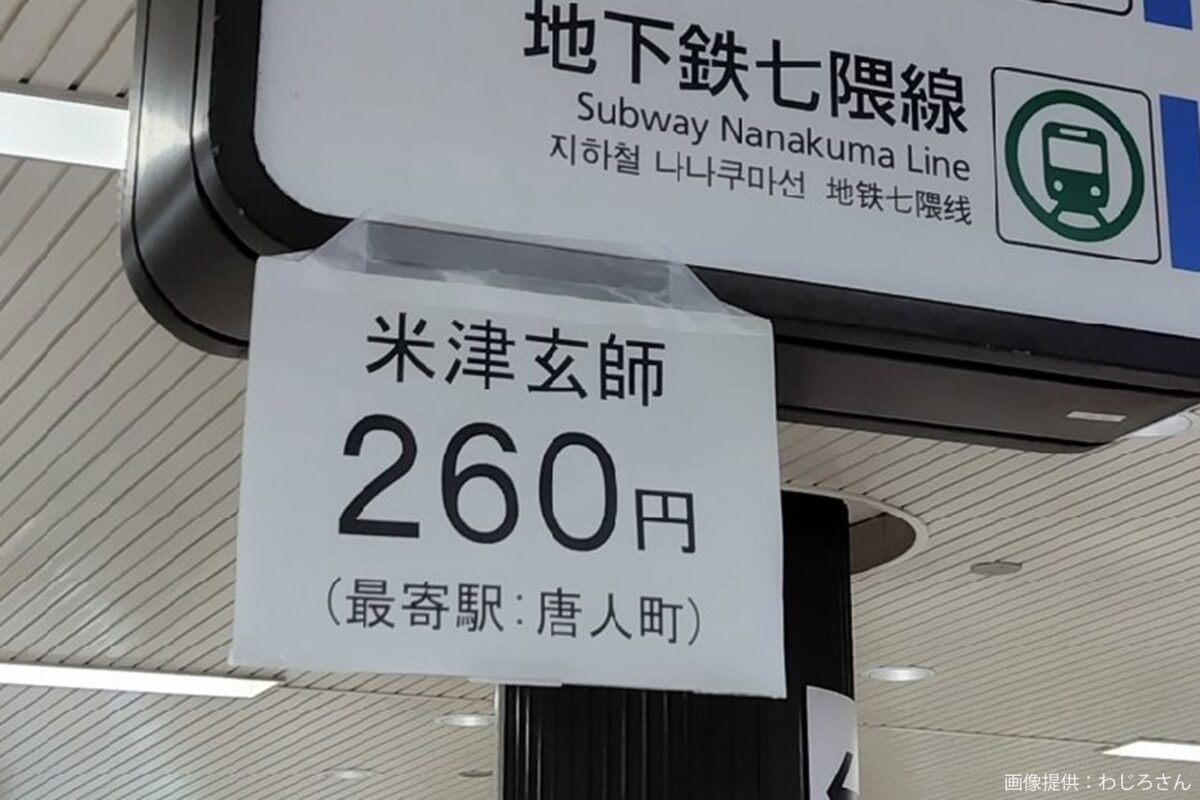 地下鉄七隈線
Subway Nanakuma Line
지하철 나나쿠마선 地铁七隈线
米津玄師
260円
(最寄駅:唐人町)
画像提供:わじろさん